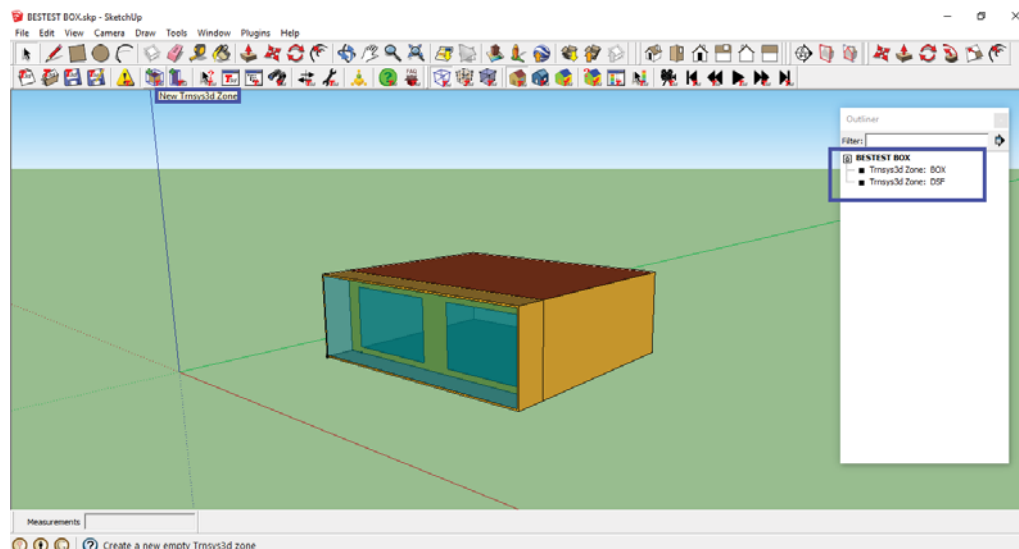 BESTEST BOX.skp - SketchUp
File Edit View Camera Draw Tools Window Plugins Help
New Trnsys3d Zone
Outliner
Filter:
BESTEST BOX
Trnsys3d Zone: BOX
Trnsys3d Zone: DSF
Measurements
Create a new empty Trnsys3d zone